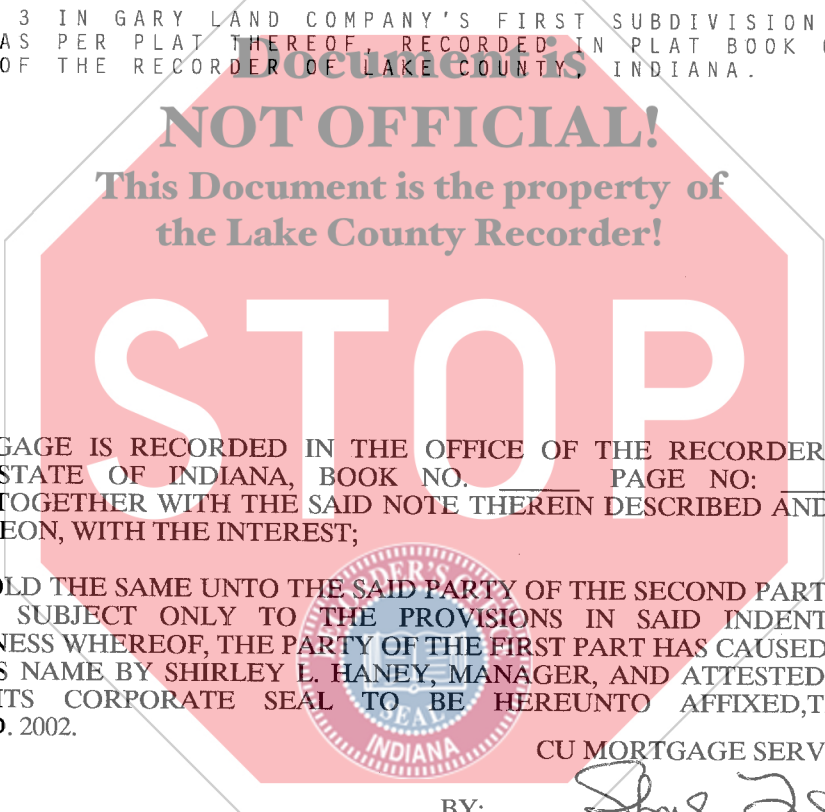 3 IN GARY LAND COMPANY'S FIRST SUBDIVISION
AS PER PLAT THEREOF, RECORDED IN PLAT BOOK
OF THE RECORDER OF LAKE COUNTY, INDIANA.
Document is
NOT OFFICIAL!
This Document is the property of
the Lake County Recorder!
STOP
GAGE IS RECORDED IN THE OFFICE OF THE RECORDER
STATE OF INDIANA, BOOK NO. ______ PAGE NO:
TOGETHER WITH THE SAID NOTE THEREIN DESCRIBED AND
EON, WITH THE INTEREST;
LD THE SAME UNTO THE SAID PARTY OF THE SECOND PART
SUBJECT ONLY TO THE PROVISIONS IN SAID INDENT
NESS WHEREOF, THE PARTY OF THE FIRST PART HAS CAUSED
S NAME BY SHIRLEY L. HANEY, MANAGER, AND ATTESTED
ITS CORPORATE SEAL TO BE HEREUNTO AFFIXED,T
D. 2002.
SEAL
INDIANA
CU MORTGAGE SERV
BY: